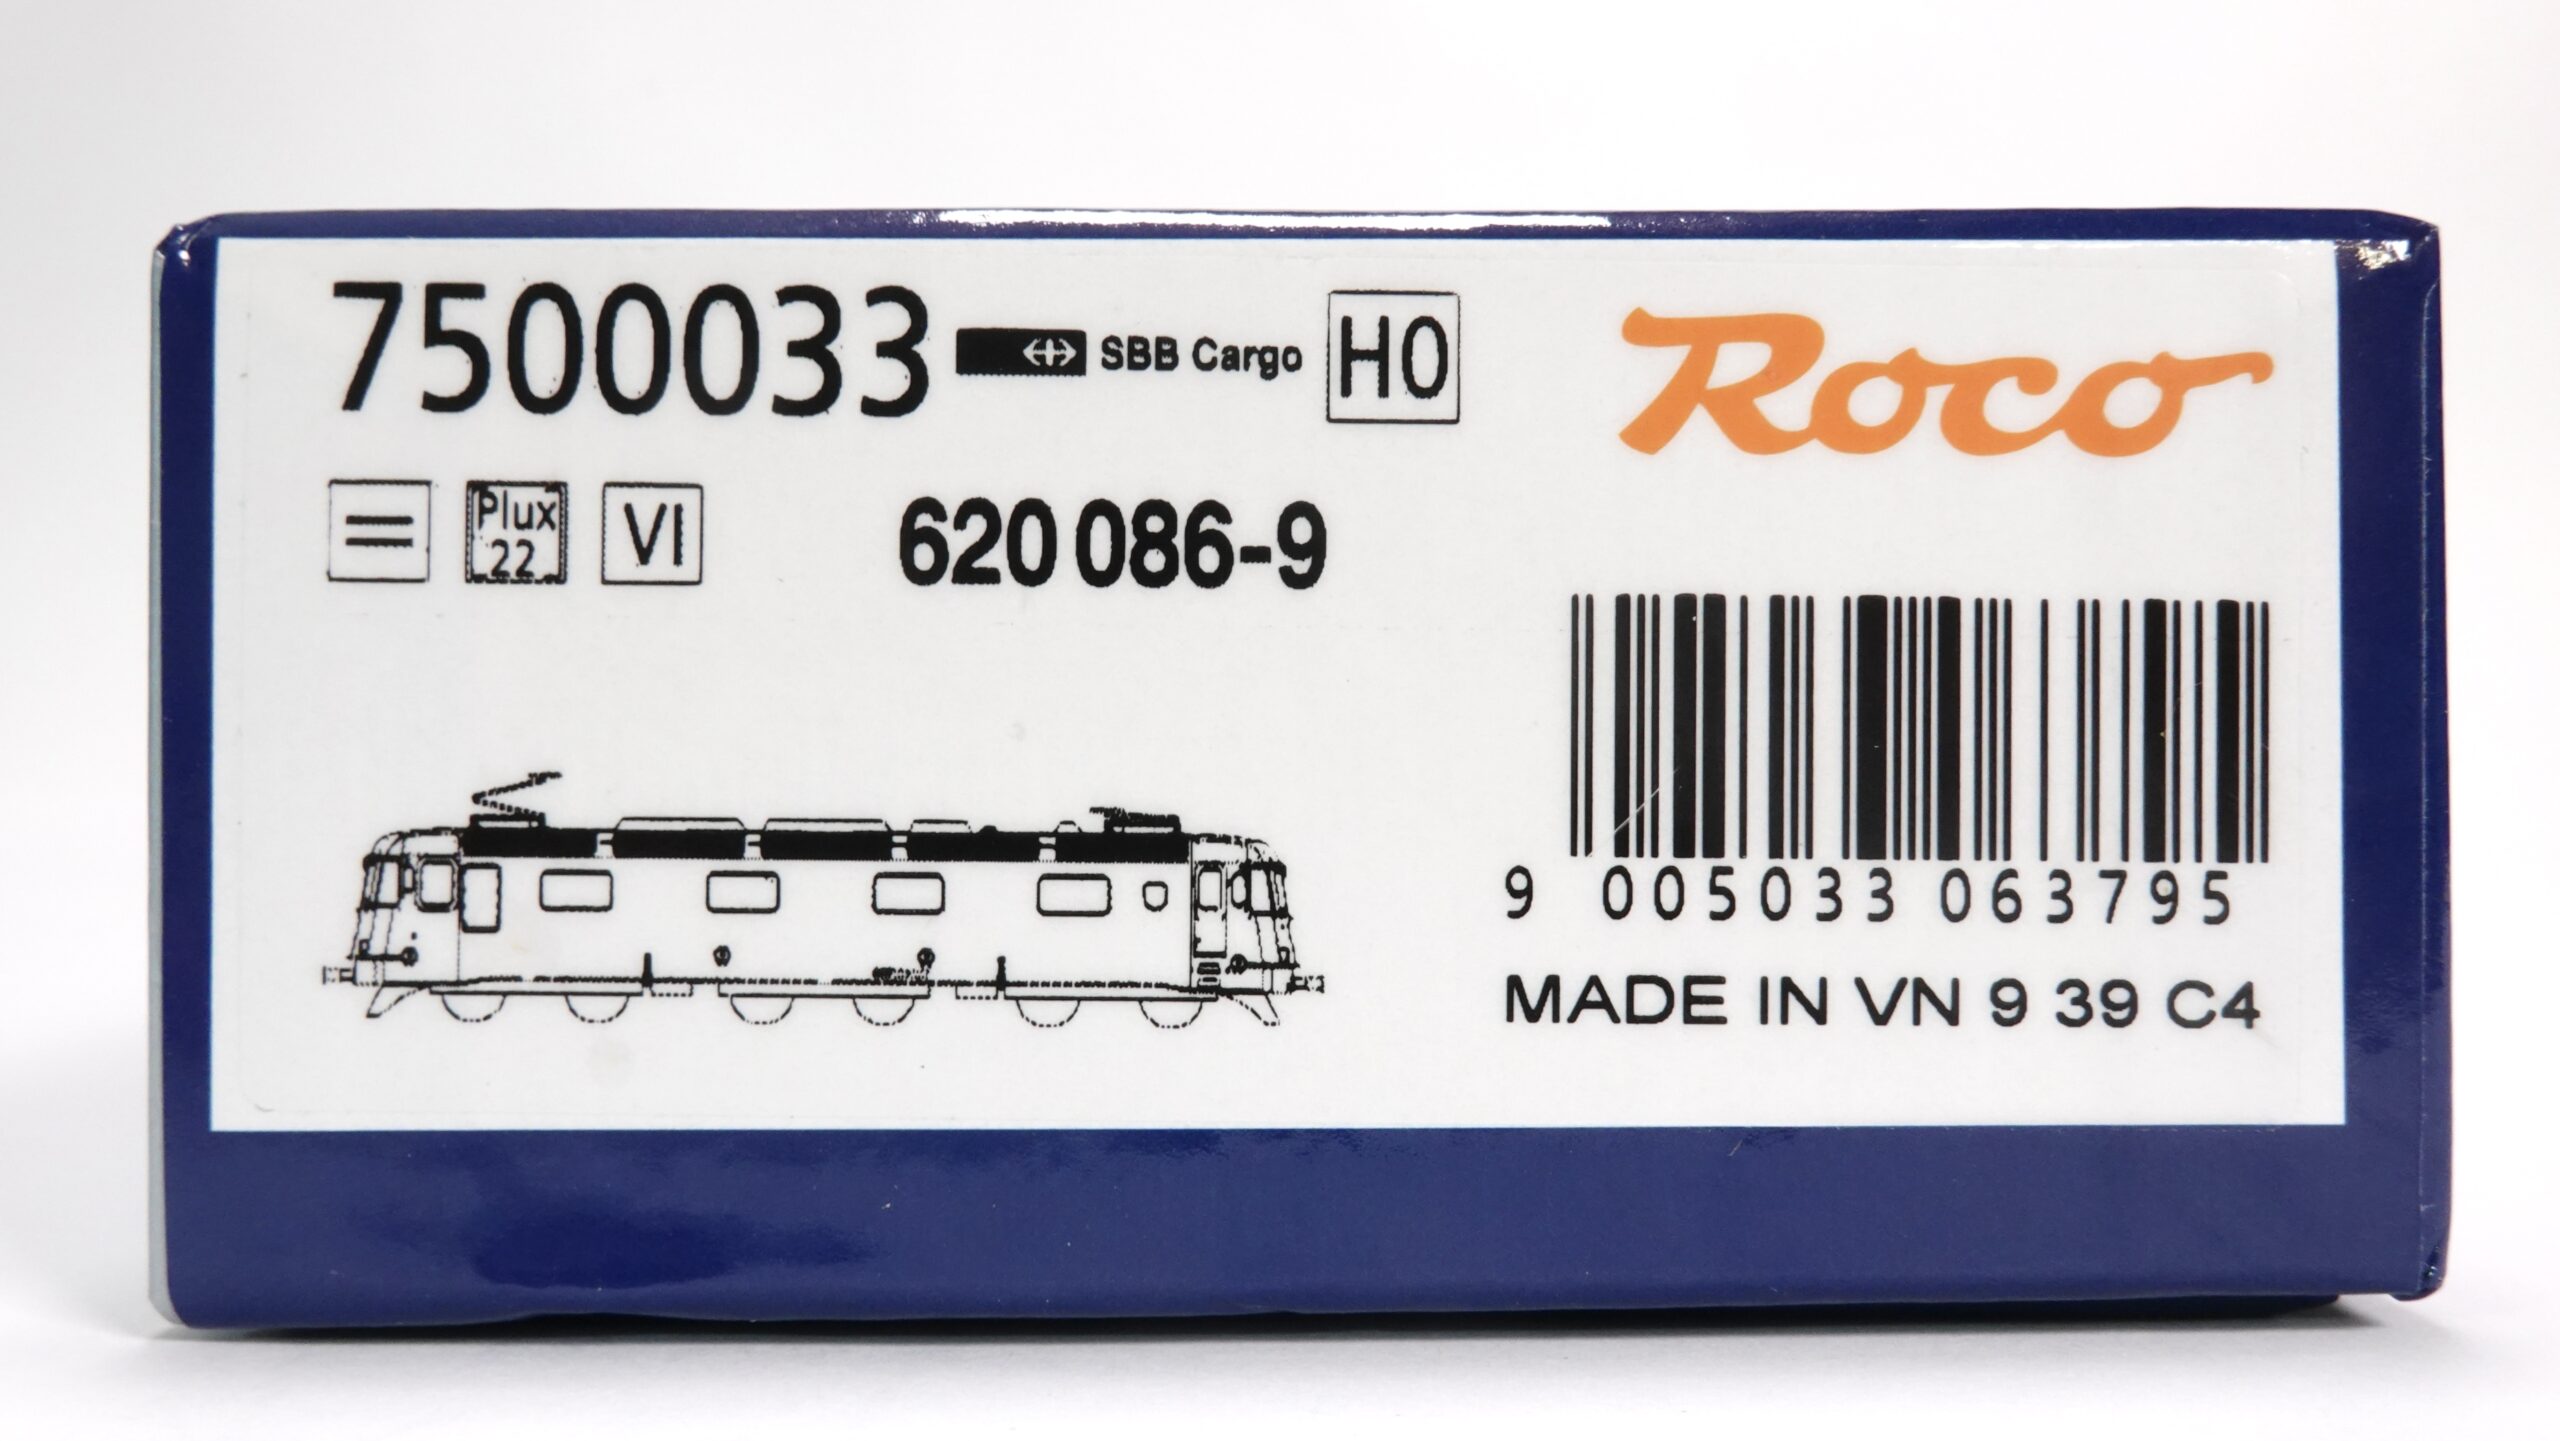 7500033 SBB Cargo H0
Roco
= Plux 22 VI 620 086-9
9 005033 063795
MADE IN VN 9 39 C4